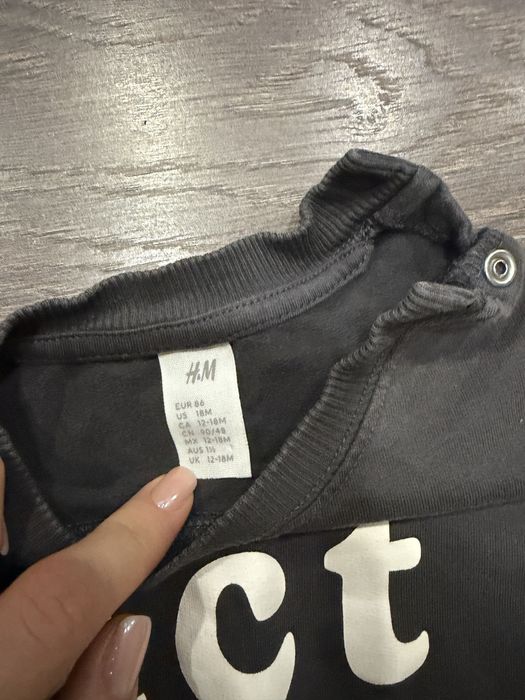 H&M
EUR 86
US 18M
CA 12-18M
CN 90/48
MX 12-18M
AUS 1½
UK 12-18M
ct